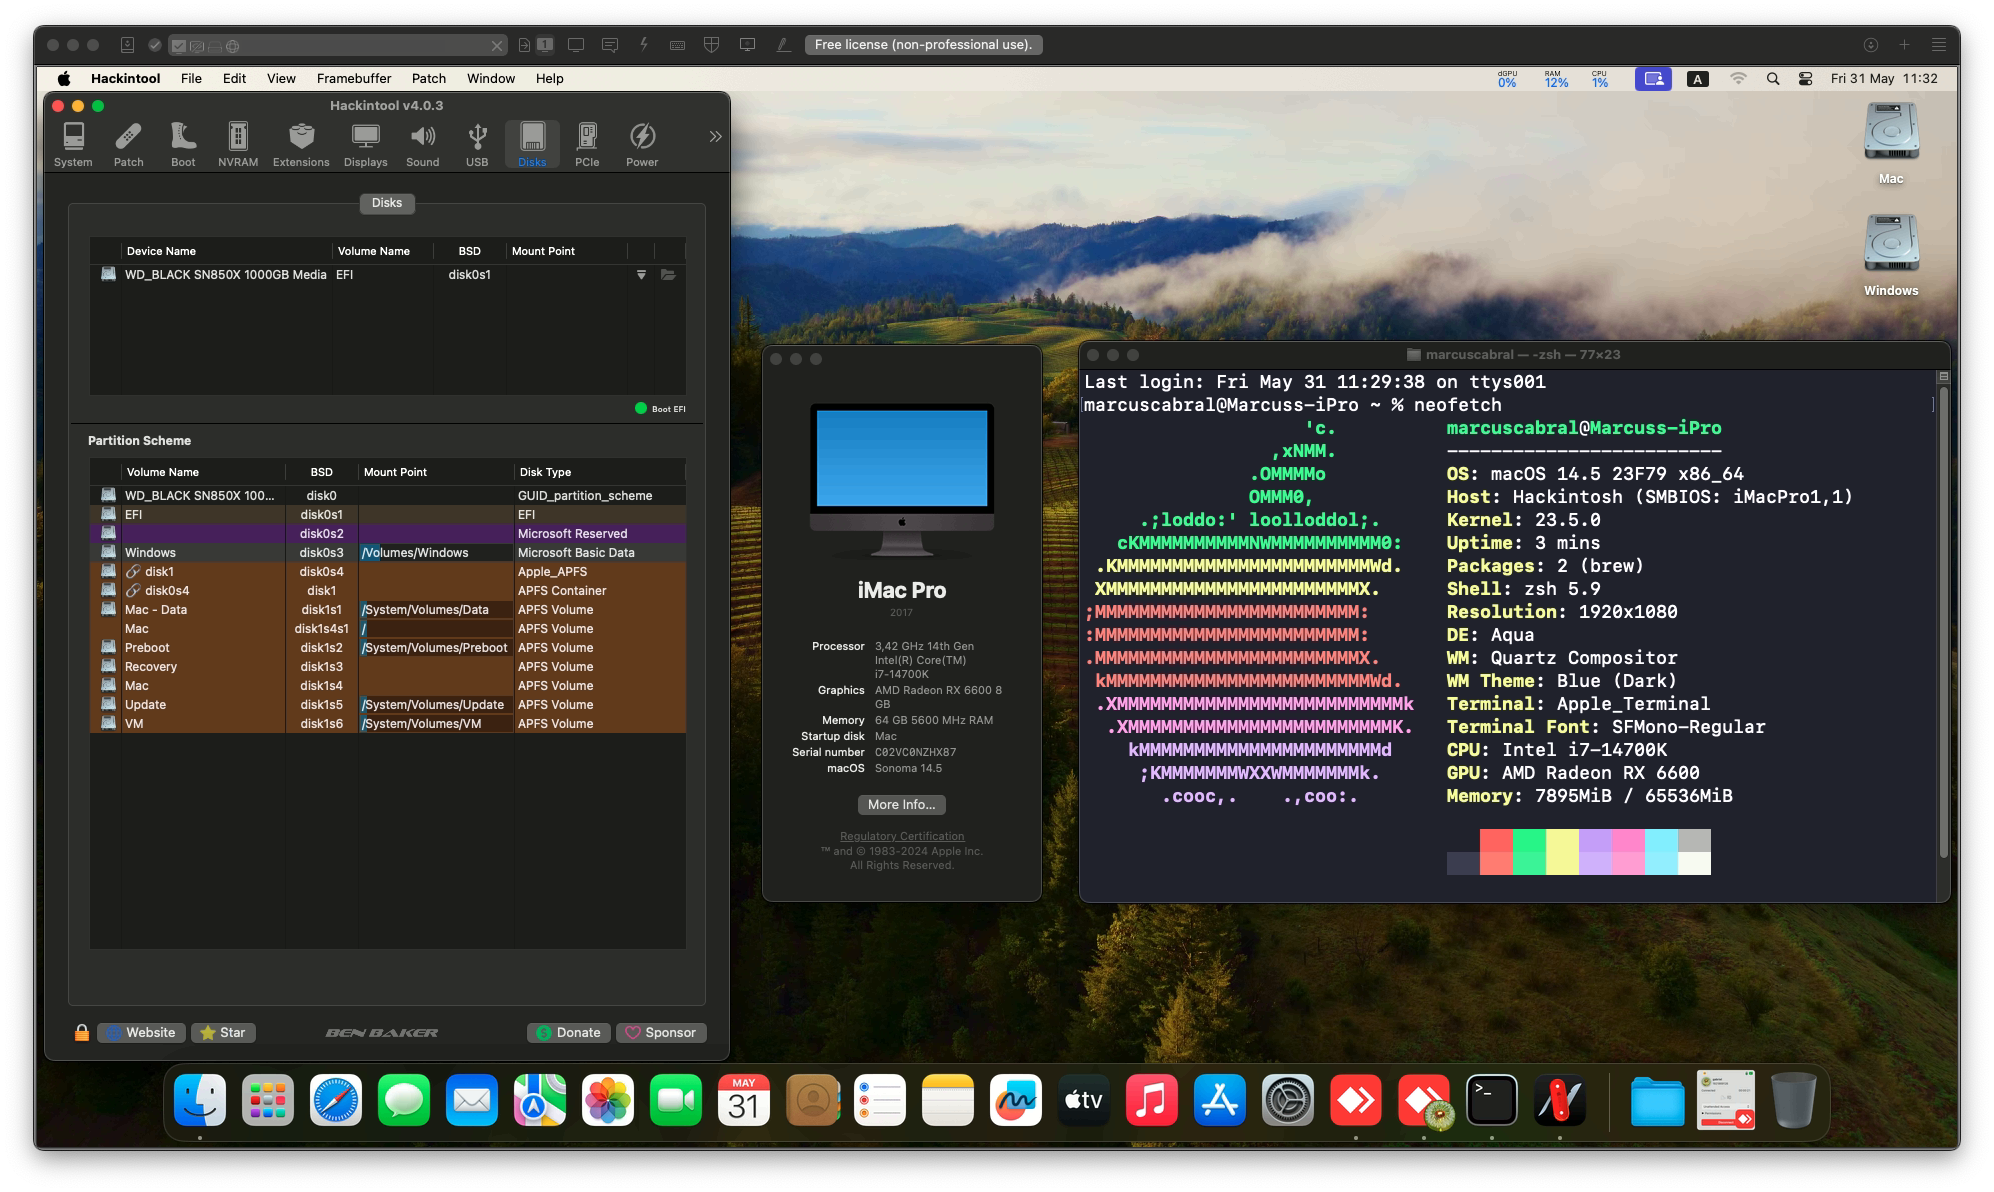 1
Free license (non-professional use).
Hackintool File Edit View Framebuffer Patch Window Help
dGPU 0% RAM 12% CPU 1% A Fri 31 May 11:32
Hackintool v4.0.3
System Patch Boot NVRAM Extensions Displays Sound USB Disks PCIe Power
Disks
Device Name Volume Name BSD Mount Point
WD_BLACK SN850X 1000GB Media EFI disk0s1
Boot EFI
Partition Scheme
Volume Name BSD Mount Point Disk Type
WD_BLACK SN850X 100... disk0 GUID_partition_scheme
EFI disk0s1 EFI
disk0s2 Microsoft Reserved
Windows disk0s3 /Volumes/Windows Microsoft Basic Data
disk1 disk0s4 Apple_APFS
disk0s4 disk1 APFS Container
Mac - Data disk1s1 /System/Volumes/Data APFS Volume
Mac disk1s4s1 / APFS Volume
Preboot disk1s2 /System/Volumes/Preboot APFS Volume
Recovery disk1s3 APFS Volume
Mac disk1s4 APFS Volume
Update disk1s5 /System/Volumes/Update APFS Volume
VM disk1s6 /System/Volumes/VM APFS Volume
Website Star BEN BAKER Donate Sponsor
Mac
Windows
iMac Pro
2017
Processor 3,42 GHz 14th Gen
Intel(R) Core(TM)
i7-14700K
Graphics AMD Radeon RX 6600 8
GB
Memory 64 GB 5600 MHz RAM
Startup disk Mac
Serial number C02VC0NZHX87
macOS Sonoma 14.5
More Info...
Regulatory Certification
™ and © 1983-2024 Apple Inc.
All Rights Reserved.
marcuscabral — -zsh — 77×23
Last login: Fri May 31 11:29:38 on ttys001
[marcuscabral@Marcuss-iPro ~ % neofetch ]
'c. marcuscabral@Marcuss-iPro
,xNMM. -------------------------
.OMMMMo OS: macOS 14.5 23F79 x86_64
OMMM0, Host: Hackintosh (SMBIOS: iMacPro1,1)
.;loddo:' loolloddol;. Kernel: 23.5.0
cKMMMMMMMMMMNWMMMMMMMMMM0: Uptime: 3 mins
.KMMMMMMMMMMMMMMMMMMMMMMMWd. Packages: 2 (brew)
XMMMMMMMMMMMMMMMMMMMMMMMX. Shell: zsh 5.9
;MMMMMMMMMMMMMMMMMMMMMMMM: Resolution: 1920x1080
:MMMMMMMMMMMMMMMMMMMMMMMM: DE: Aqua
.MMMMMMMMMMMMMMMMMMMMMMMMX. WM: Quartz Compositor
kMMMMMMMMMMMMMMMMMMMMMMMMWd. WM Theme: Blue (Dark)
.XMMMMMMMMMMMMMMMMMMMMMMMMMMk Terminal: Apple_Terminal
.XMMMMMMMMMMMMMMMMMMMMMMMMK. Terminal Font: SFMono-Regular
kMMMMMMMMMMMMMMMMMMMMMMd CPU: Intel i7-14700K
;KMMMMMMMWXXWMMMMMMMk. GPU: AMD Radeon RX 6600
.cooc,. .,coo:. Memory: 7895MiB / 65536MiB
MAY
31
tv
>_